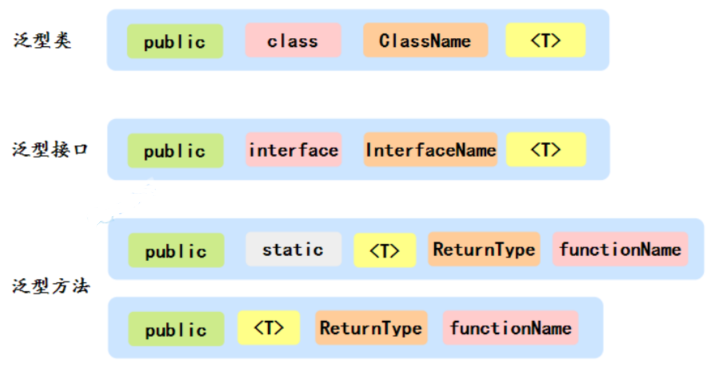 泛型类 public class ClassName <T>
泛型接口 public interface InterfaceName <T>
public static <T> ReturnType functionName
泛型方法
public <T> ReturnType functionName